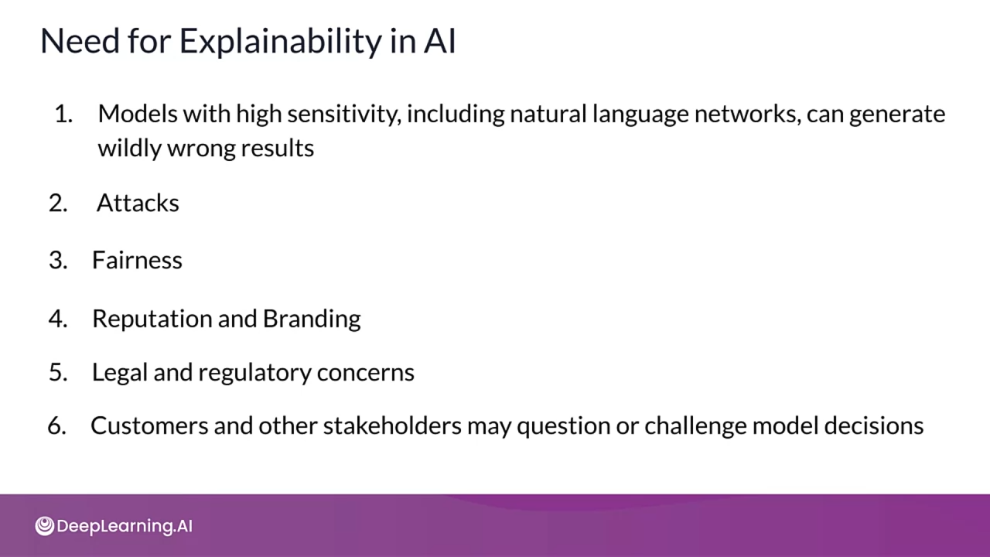 Need for Explainability in AI
1. Models with high sensitivity, including natural language networks, can generate
wildly wrong results
2. Attacks
3. Fairness
4. Reputation and Branding
5. Legal and regulatory concerns
6. Customers and other stakeholders may question or challenge model decisions
DeepLearning.AI